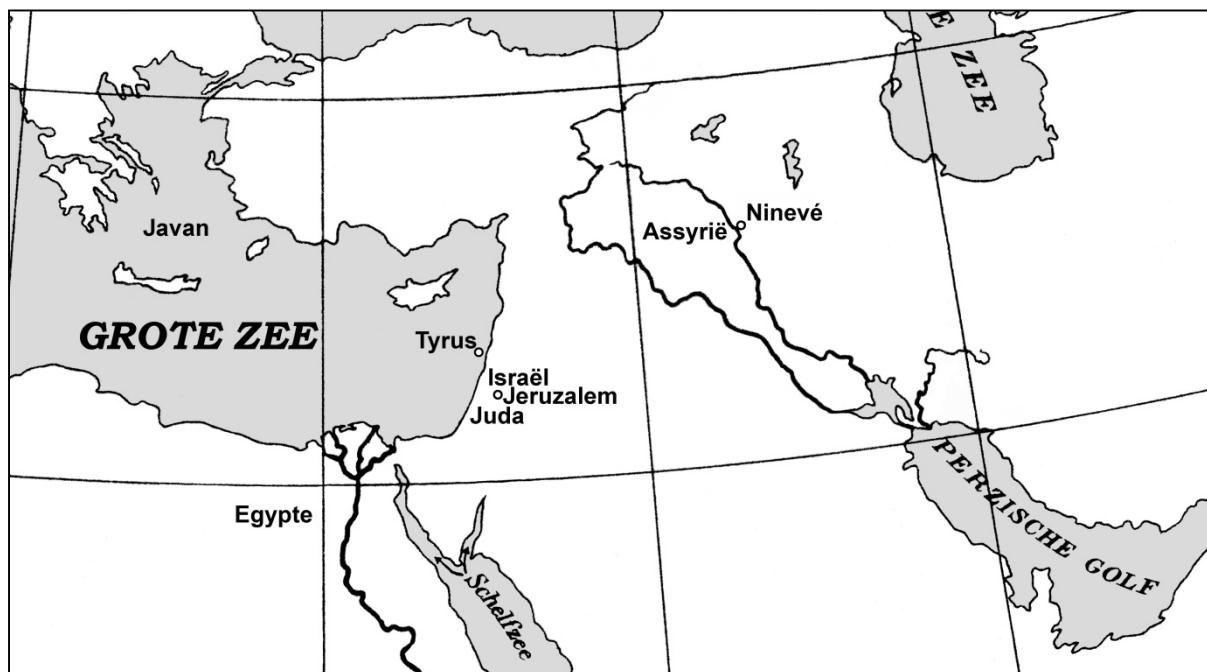 E ZEE
Javan
Ninevé
Assyrië
GROTE ZEE
Tyrus
Israël
Jeruzalem
Juda
PERZISCHE GOLF
Egypte
Schelfzee